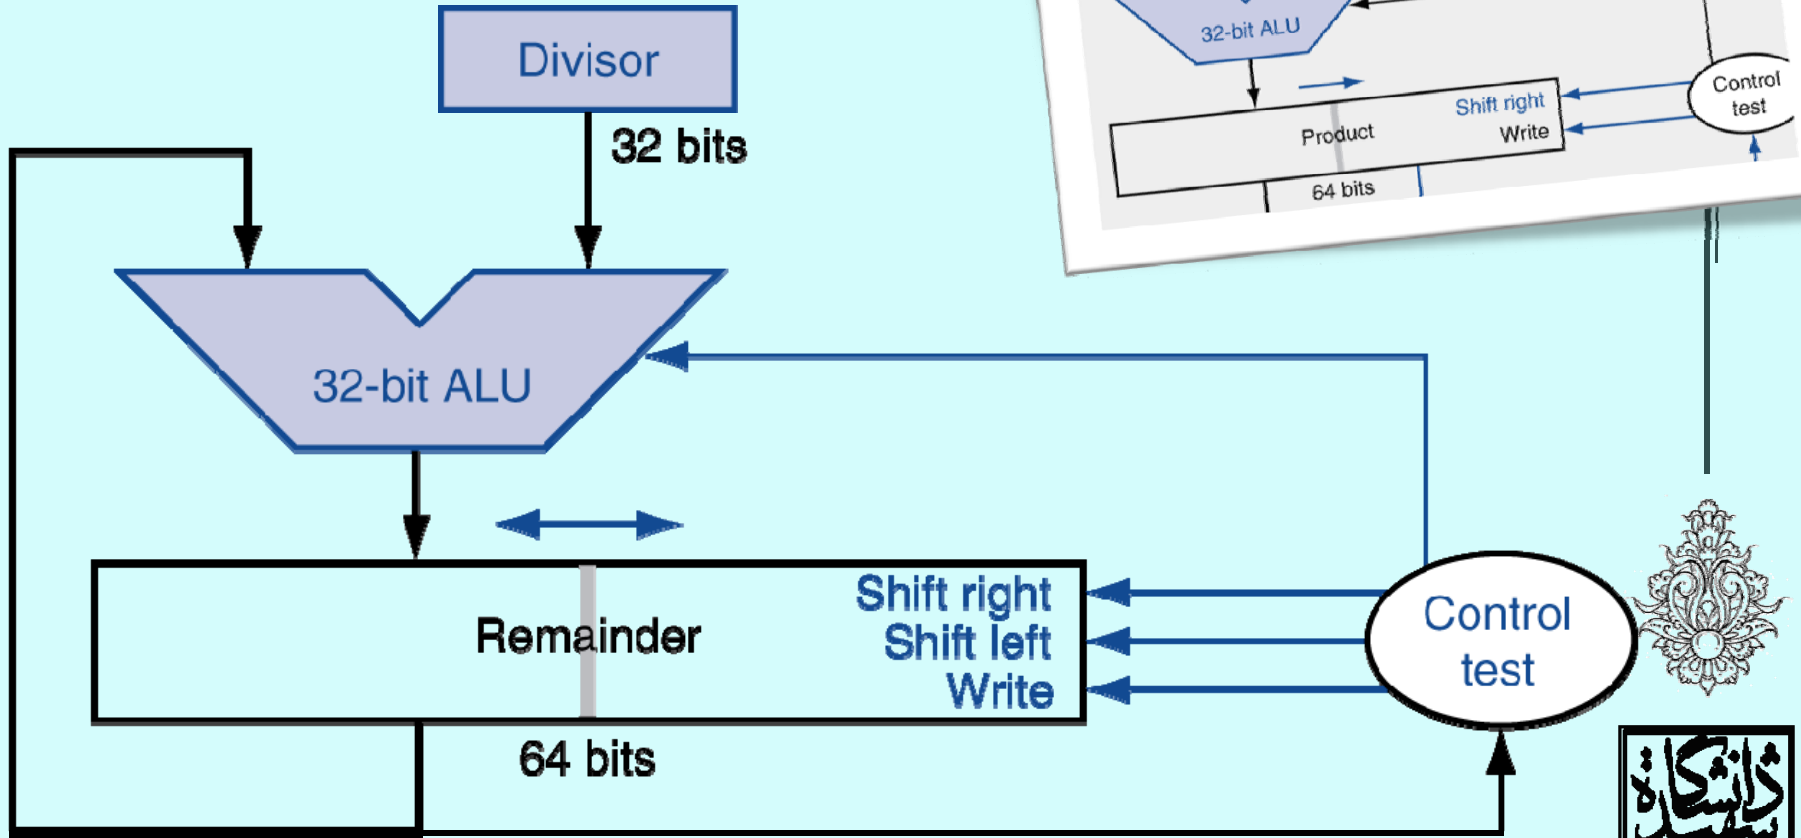 Divisor
32 bits
32-bit ALU
Remainder
Shift right
Shift left
Write
64 bits
Control
test
32-bit ALU
Product
Shift right
Write
64 bits
Control
test
دانشکده